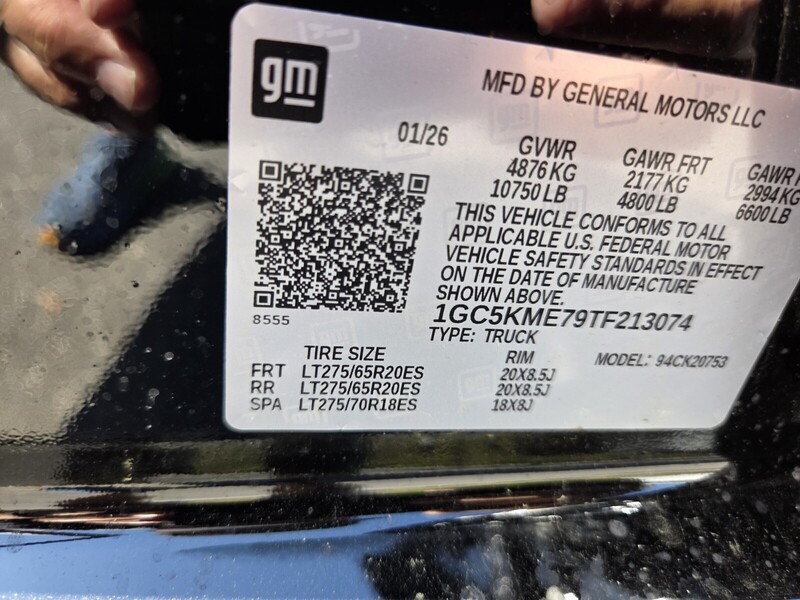 gm
MFD BY GENERAL MOTORS LLC
01/26
GVWR GAWR FRT GAWR
4876 KG 2177 KG 2994 KG
10750 LB 4800 LB 6600 LB
THIS VEHICLE CONFORMS TO ALL
APPLICABLE U.S. FEDERAL MOTOR
VEHICLE SAFETY STANDARDS IN EFFECT
ON THE DATE OF MANUFACTURE
SHOWN ABOVE.
8555
1GC5KME79TF213074
TYPE: TRUCK
TIRE SIZE RIM MODEL: 94CK20753
FRT LT275/65R20ES 20X8.5J
RR LT275/65R20ES 20X8.5J
SPA LT275/70R18ES 18X8J